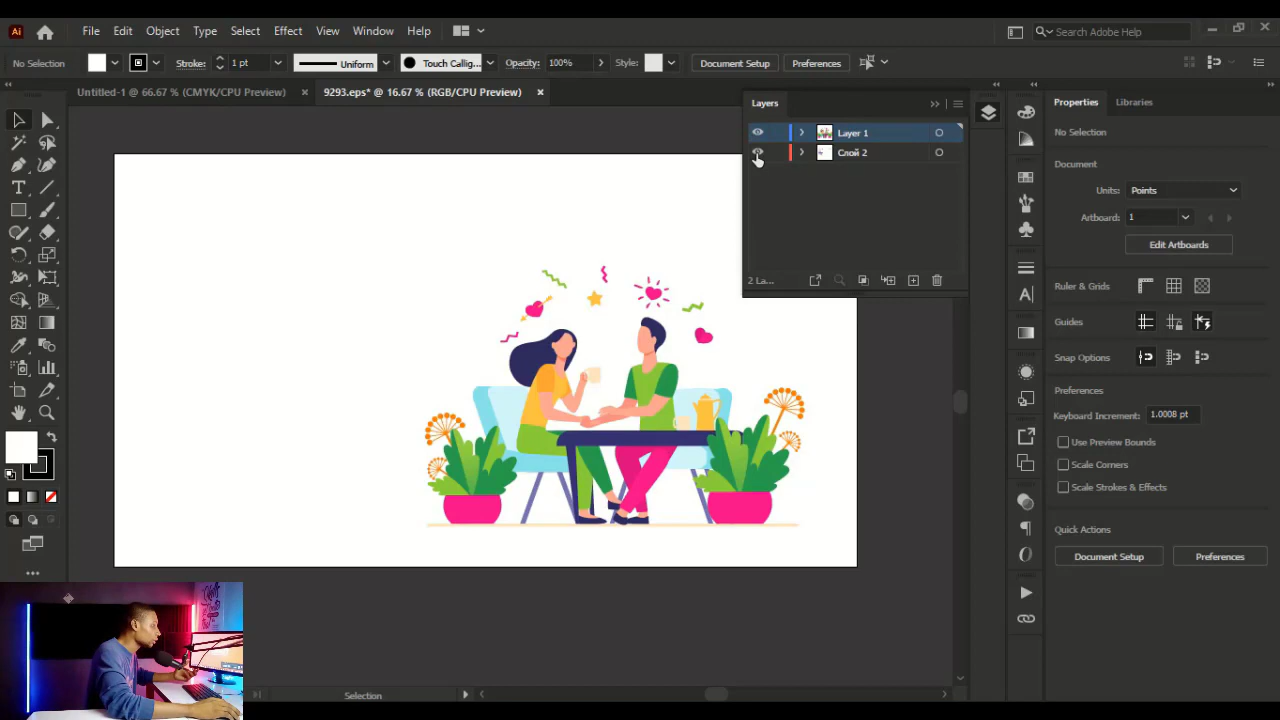 Ai File Edit Object Type Select Effect View Window Help Search Adobe Help
No Selection Stroke: 1 pt Uniform Touch Callig... Opacity: 100% Style: Document Setup Preferences
Untitled-1 @ 66.67 % (CMYK/CPU Preview) × 9293.eps* @ 16.67 % (RGB/CPU Preview) ×
Layers
Layer 1
Слой 2
2 La...
Properties Libraries
No Selection
Document
Units: Points
Artboard: 1
Edit Artboards
Ruler & Grids
Guides
Snap Options
Preferences
Keyboard Increment: 1.0008 pt
Use Preview Bounds
Scale Corners
Scale Strokes & Effects
Quick Actions
Document Setup Preferences
Selection